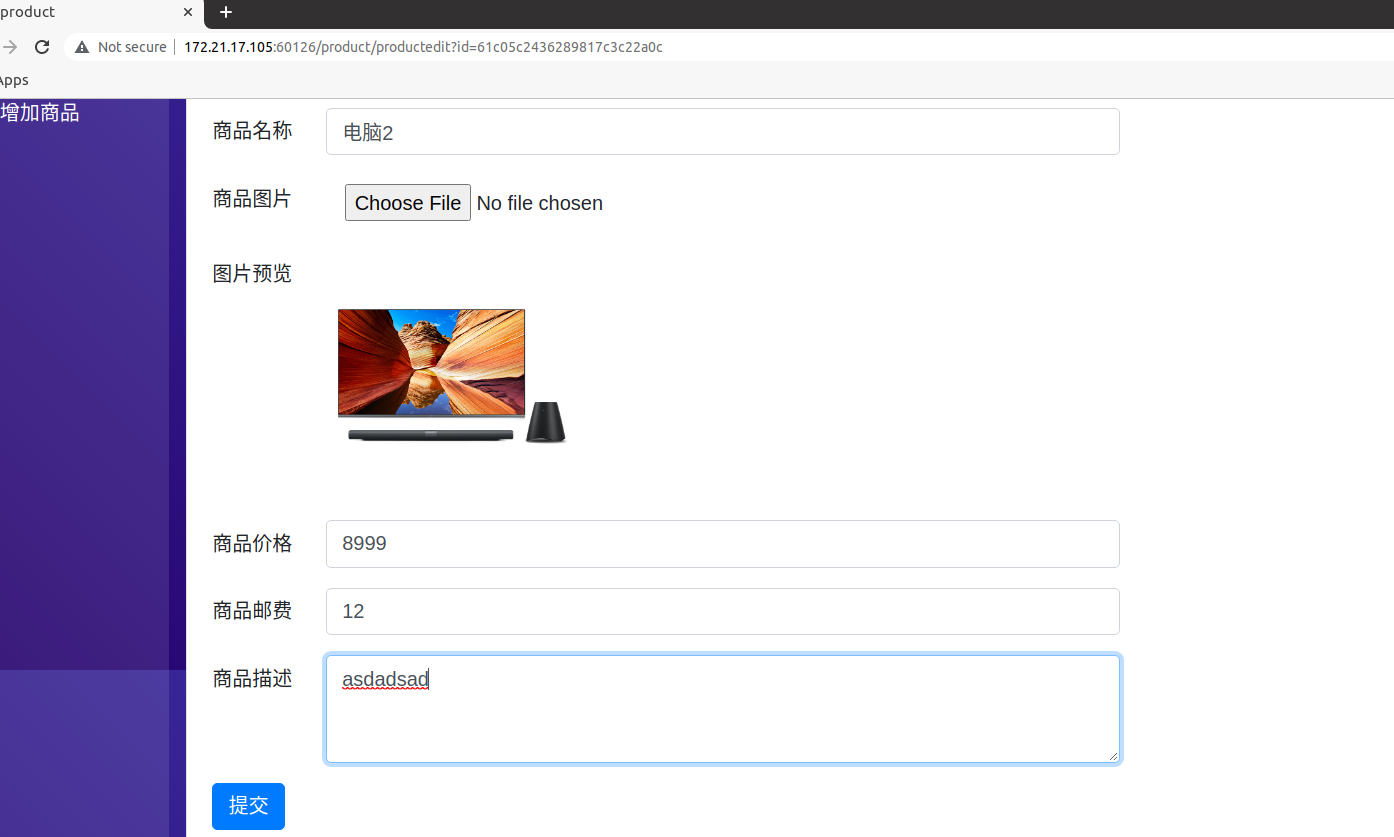 product
Not secure 172.21.17.105:60126/product/productedit?id=61c05c2436289817c3c22a0c
Apps
增加商品
商品名称 电脑2
商品图片 Choose File No file chosen
图片预览
商品价格 8999
商品邮费 12
商品描述 asdadsad
提交